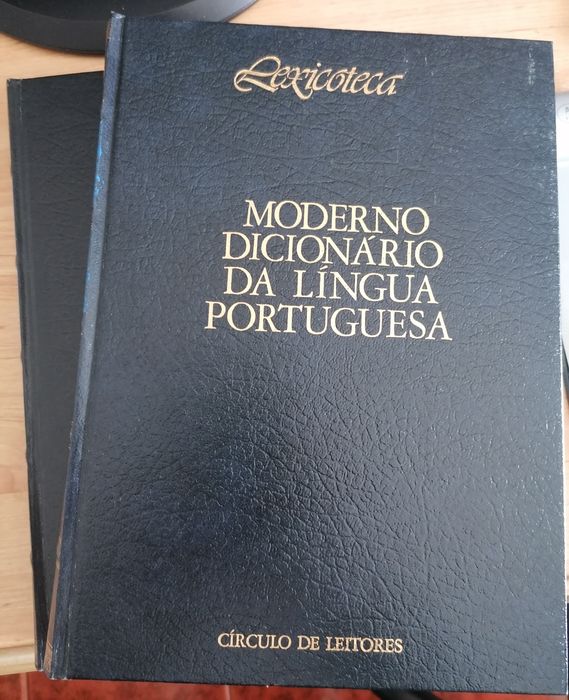 Lexicoteca
MODERNO
DICIONÁRIO
DA LÍNGUA
PORTUGUESA
CÍRCULO DE LEITORES